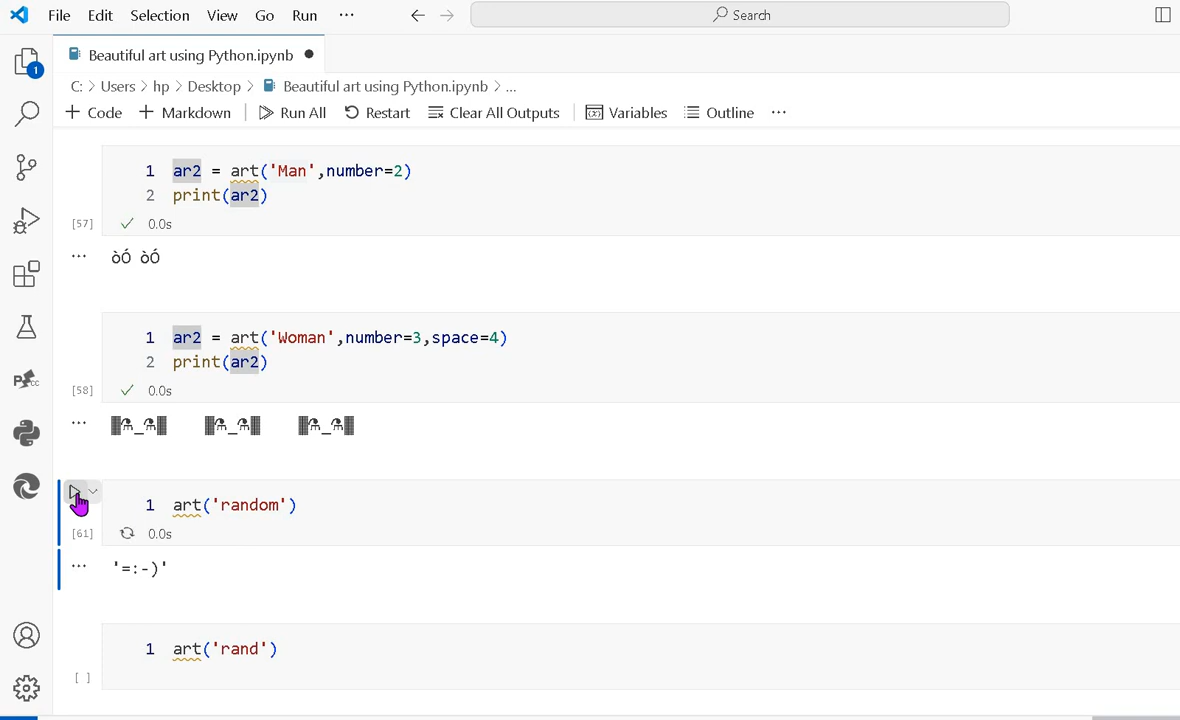 File Edit Selection View Go Run ··· Search
Beautiful art using Python.ipynb
1
C: > Users > hp > Desktop > Beautiful art using Python.ipynb > ...
+ Code + Markdown Run All Restart Clear All Outputs Variables Outline ···
1 ar2 = art('Man',number=2)
2 print(ar2)
[57] ✓ 0.0s
··· òÓ òÓ
1 ar2 = art('Woman',number=3,space=4)
2 print(ar2)
[58] ✓ 0.0s
··· ▓⚗_⚗▓    ▓⚗_⚗▓    ▓⚗_⚗▓
1 art('random')
[61] 0.0s
··· '=:-)'
1 art('rand')
[ ]